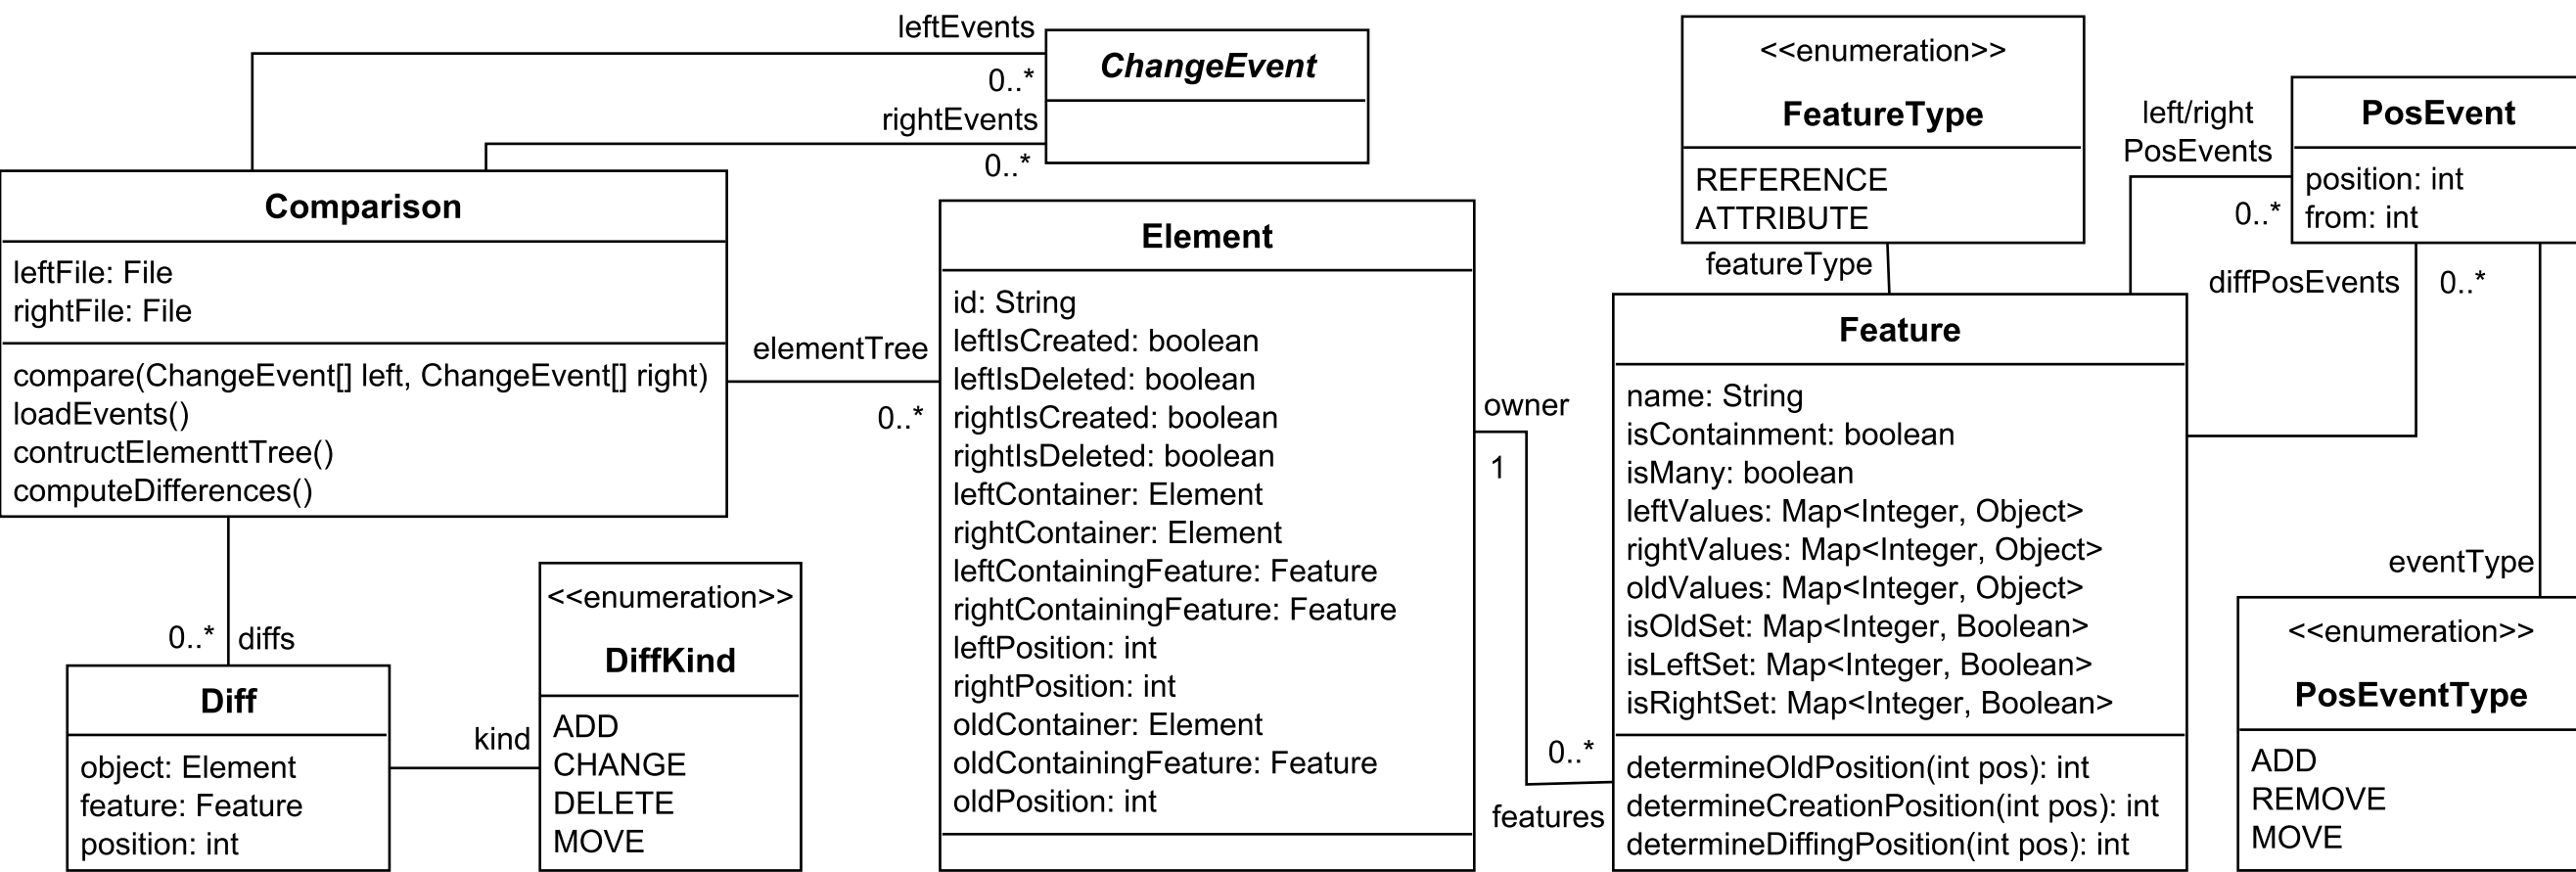 leftEvents
0..*
rightEvents
0..*
ChangeEvent
Comparison
leftFile: File
rightFile: File
compare(ChangeEvent[] left, ChangeEvent[] right)
loadEvents()
contructElementtTree()
computeDifferences()
elementTree
0..*
0..* diffs
Diff
object: Element
feature: Feature
position: int
kind
<<enumeration>>
DiffKind
ADD
CHANGE
DELETE
MOVE
Element
id: String
leftIsCreated: boolean
leftIsDeleted: boolean
rightIsCreated: boolean
rightIsDeleted: boolean
leftContainer: Element
rightContainer: Element
leftContainingFeature: Feature
rightContainingFeature: Feature
leftPosition: int
rightPosition: int
oldContainer: Element
oldContainingFeature: Feature
oldPosition: int
owner
1
0..*
features
<<enumeration>>
FeatureType
REFERENCE
ATTRIBUTE
featureType
Feature
name: String
isContainment: boolean
isMany: boolean
leftValues: Map<Integer, Object>
rightValues: Map<Integer, Object>
oldValues: Map<Integer, Object>
isOldSet: Map<Integer, Boolean>
isLeftSet: Map<Integer, Boolean>
isRightSet: Map<Integer, Boolean>
determineOldPosition(int pos): int
determineCreationPosition(int pos): int
determineDiffingPosition(int pos): int
left/right
PosEvents
0..*
PosEvent
position: int
from: int
diffPosEvents
0..*
eventType
<<enumeration>>
PosEventType
ADD
REMOVE
MOVE